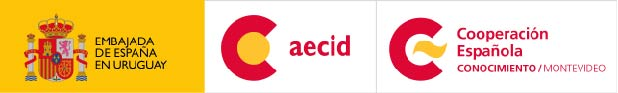 EMBAJADA
DE ESPAÑA
EN URUGUAY
aecid
Cooperación
Española
CONOCIMIENTO / MONTEVIDEO